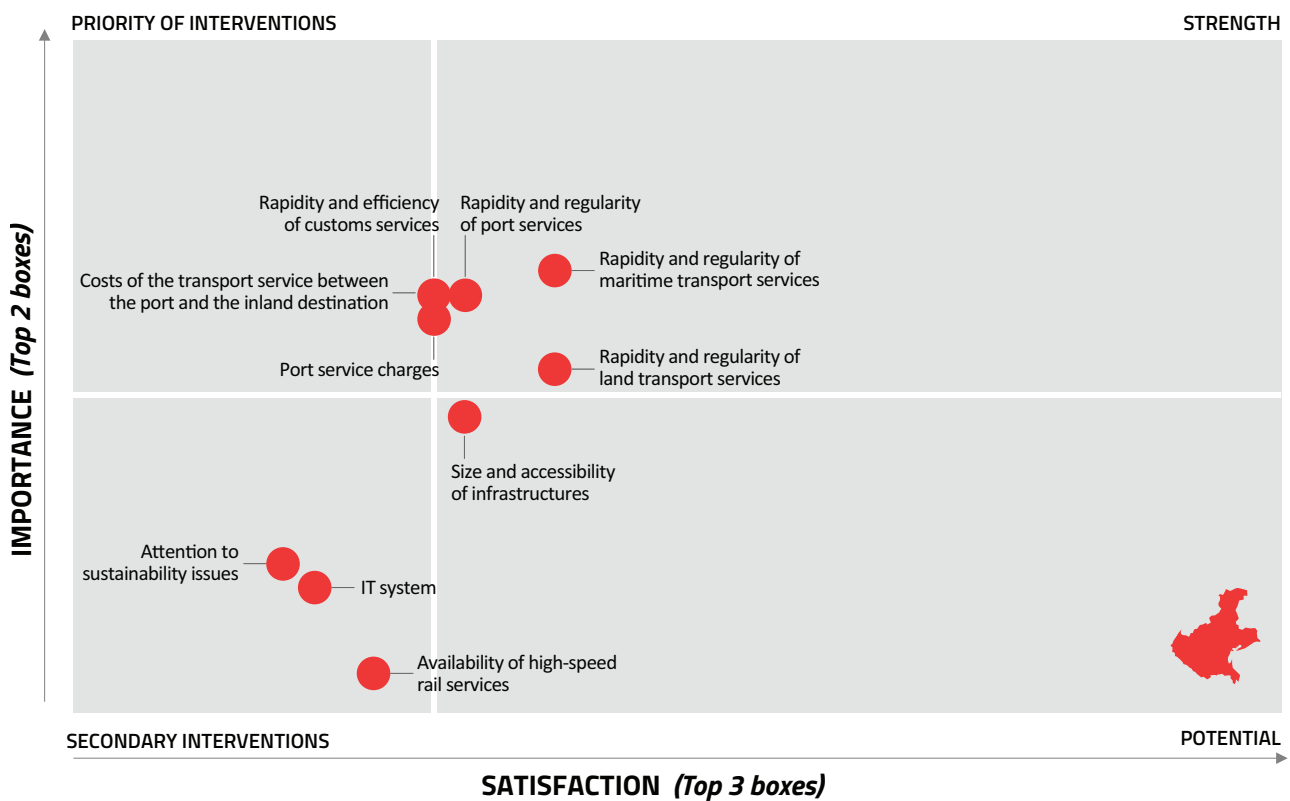 PRIORITY OF INTERVENTIONS
STRENGTH
Rapidity and efficiency
of customs services
Rapidity and regularity
of port services
Rapidity and regularity of
maritime transport services
Costs of the transport service between
the port and the inland destination
Port service charges
Rapidity and regularity of
land transport services
Size and accessibility
of infrastructures
Attention to
sustainability issues
IT system
Availability of high-speed
rail services
IMPORTANCE (Top 2 boxes)
SECONDARY INTERVENTIONS
POTENTIAL
SATISFACTION (Top 3 boxes)